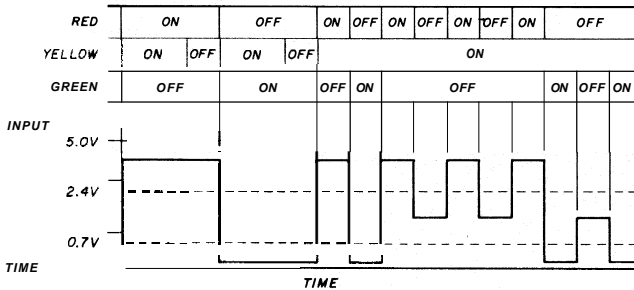 RED ON OFF ON OFF ON OFF ON OFF ON OFF
YELLOW ON OFF ON OFF ON
GREEN OFF ON OFF ON OFF ON OFF ON
INPUT
5.0V
2.4V
0.7V
TIME
TIME